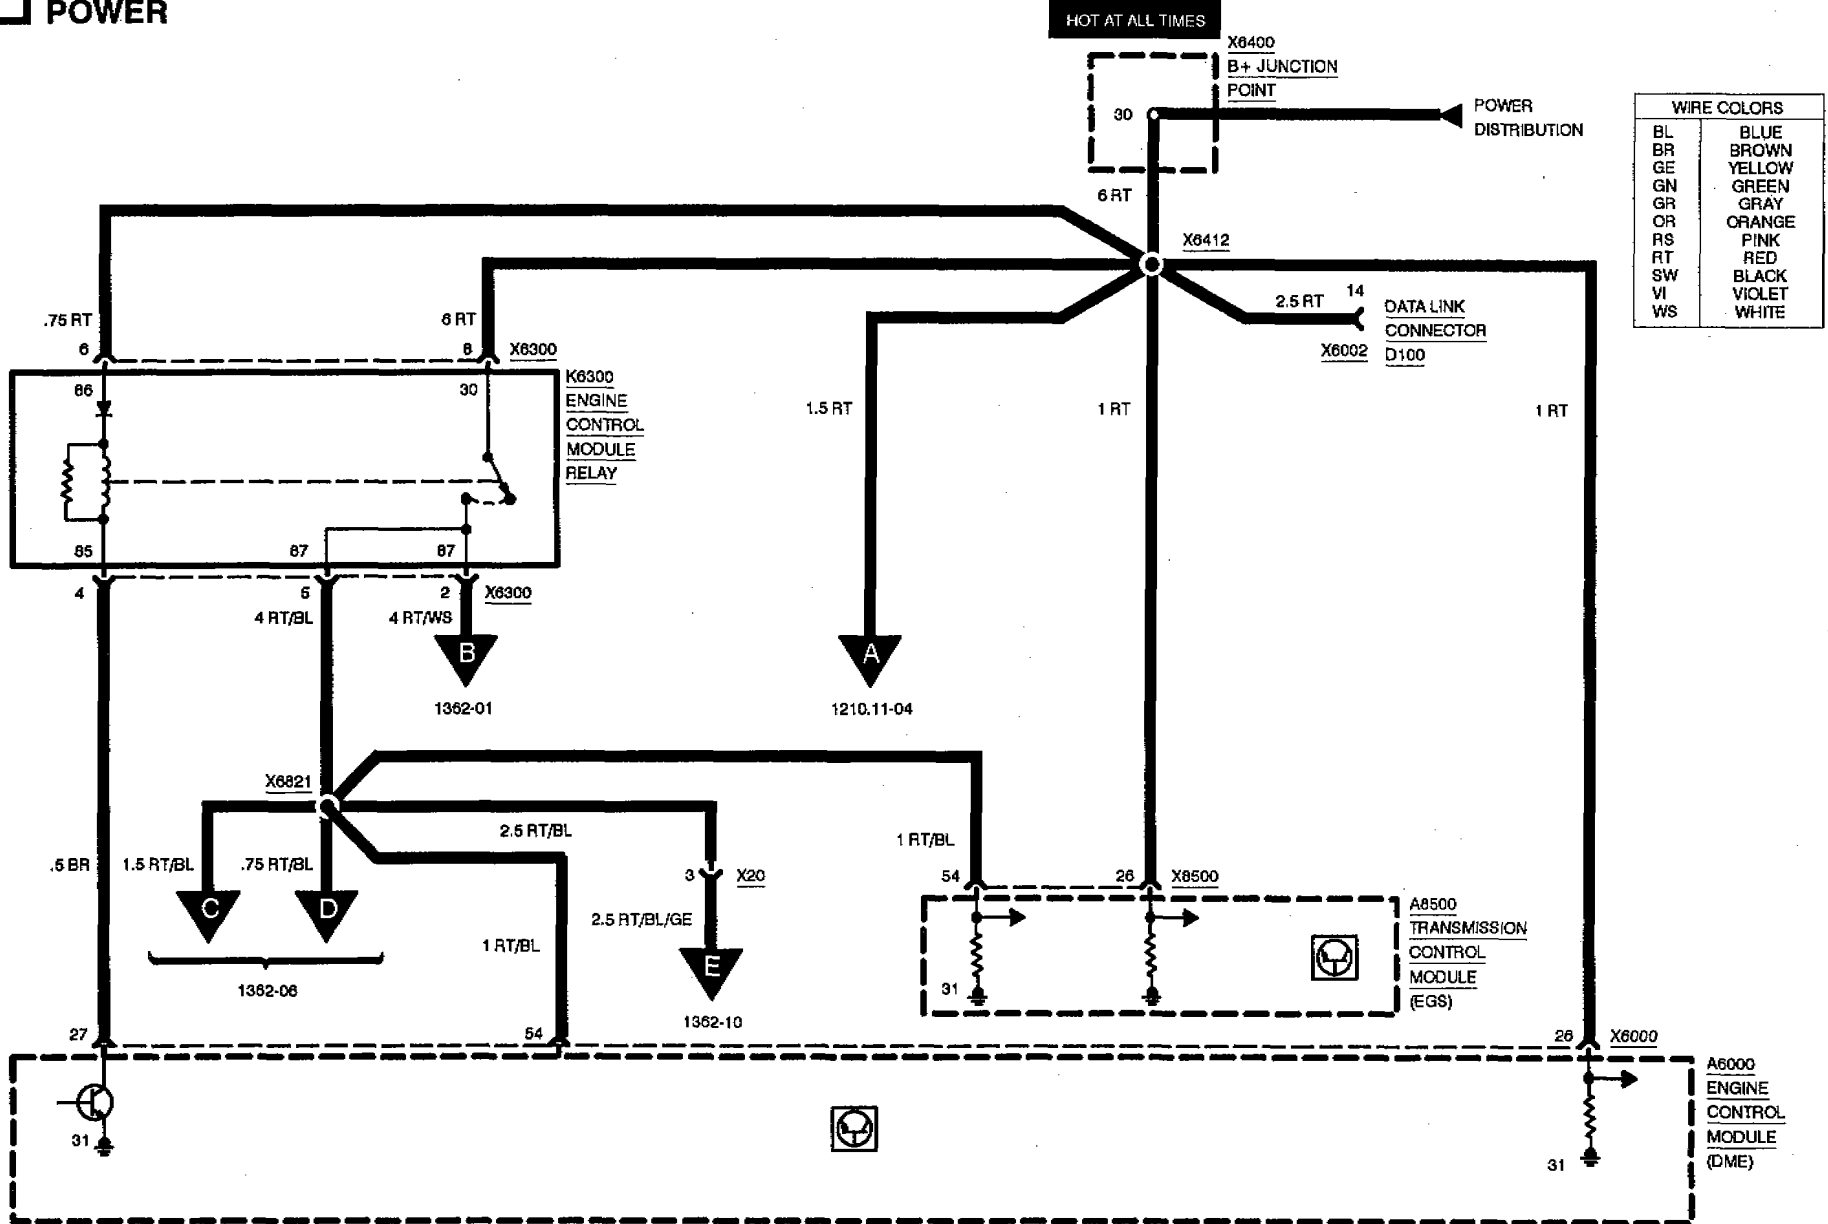 POWER
HOT AT ALL TIMES
X6400
B+ JUNCTION
POINT
30
POWER
DISTRIBUTION
WIRE COLORS
BL BLUE
BR BROWN
GE YELLOW
GN GREEN
GR GRAY
OR ORANGE
RS PINK
RT RED
SW BLACK
VI VIOLET
WS WHITE
6 RT
X6412
2.5 RT
14
DATA LINK
CONNECTOR
X6002
D100
.75 RT
6 RT
6
8
X6300
86
30
K6300
ENGINE
CONTROL
MODULE
RELAY
1.5 RT
1 RT
1 RT
85
87
87
4
6
2
X6300
4 RT/BL
4 RT/WS
B
1362-01
A
1210.11-04
X6821
2.5 RT/BL
1 RT/BL
.5 BR
1.5 RT/BL
.75 RT/BL
3
X20
54
26
X8500
C
D
2.5 RT/BL/GE
1 RT/BL
E
A8500
TRANSMISSION
CONTROL
MODULE
(EGS)
31
1362-06
1362-10
27
54
26
X6000
A6000
ENGINE
CONTROL
MODULE
(DME)
31
31